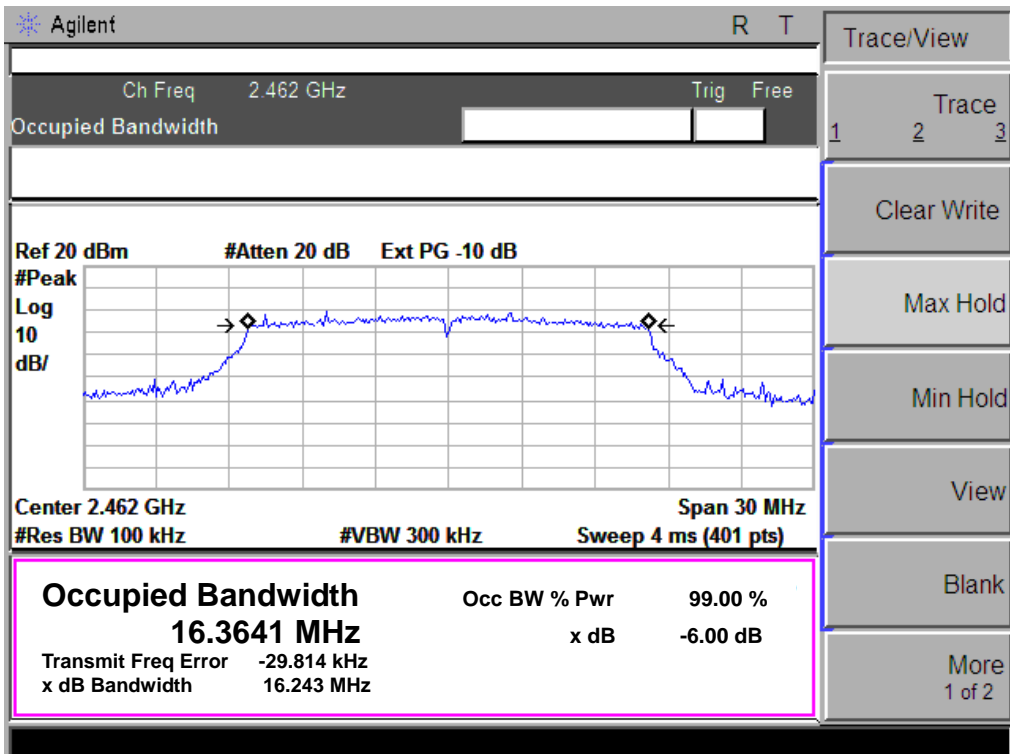 Agilent R T
Ch Freq 2.462 GHz Trig Free
Occupied Bandwidth
Ref 20 dBm #Atten 20 dB Ext PG -10 dB
#Peak
Log
10
dB/
Center 2.462 GHz Span 30 MHz
#Res BW 100 kHz #VBW 300 kHz Sweep 4 ms (401 pts)
Occupied Bandwidth Occ BW % Pwr 99.00 %
16.3641 MHz x dB -6.00 dB
Transmit Freq Error -29.814 kHz
x dB Bandwidth 16.243 MHz
Trace/View
Trace
1 2 3
Clear Write
Max Hold
Min Hold
View
Blank
More
1 of 2